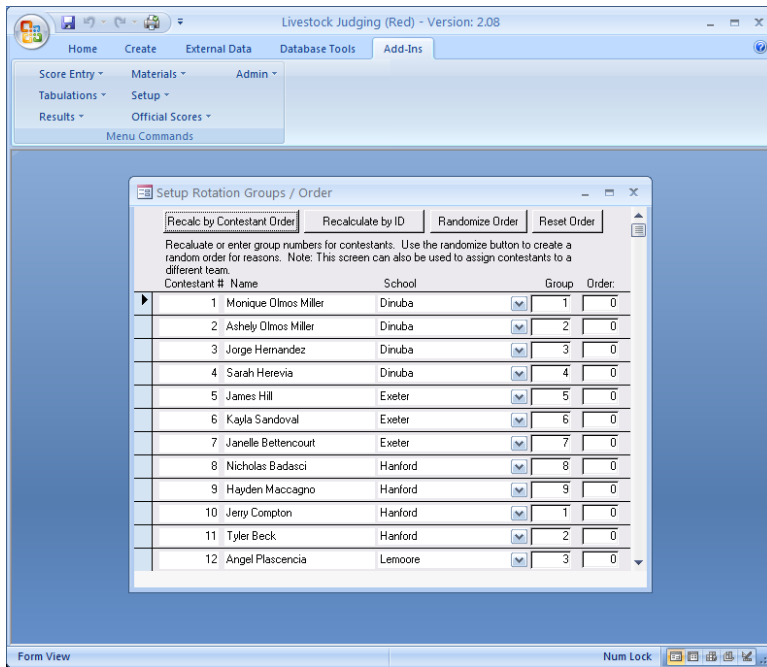 Livestock Judging (Red) - Version: 2.08
Home Create External Data Database Tools Add-Ins
Score Entry Materials Admin
Tabulations Setup
Results Official Scores
Menu Commands
Setup Rotation Groups / Order
Recalc by Contestant Order Recalculate by ID Randomize Order Reset Order
Recaluate or enter group numbers for contestants. Use the randomize button to create a
random order for reasons. Note: This screen can also be used to assign contestants to a
different team.
Contestant # Name School Group Order:
1 Monique Olmos Miller Dinuba 1 0
2 Ashely Olmos Miller Dinuba 2 0
3 Jorge Hernandez Dinuba 3 0
4 Sarah Herevia Dinuba 4 0
5 James Hill Exeter 5 0
6 Kayla Sandoval Exeter 6 0
7 Janelle Bettencourt Exeter 7 0
8 Nicholas Badasci Hanford 8 0
9 Hayden Maccagno Hanford 9 0
10 Jerry Compton Hanford 1 0
11 Tyler Beck Hanford 2 0
12 Angel Plascencia Lemoore 3 0
Form View Num Lock